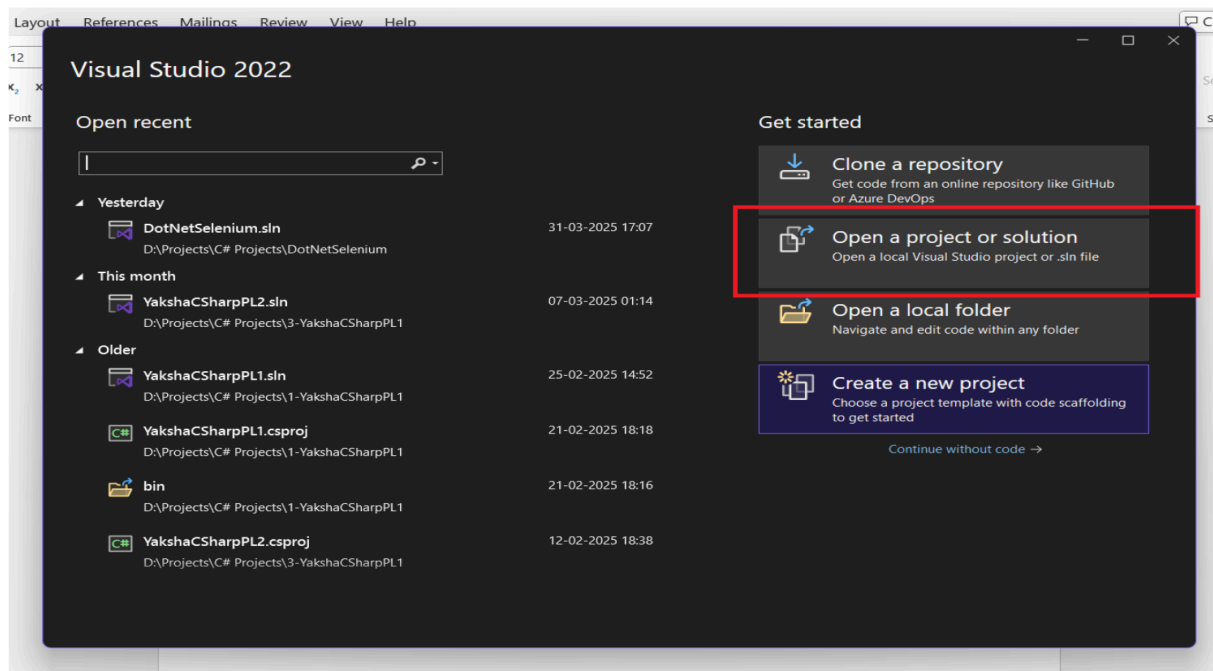 Layout References Mailings Review View Help
12
x₂ x
Font
Visual Studio 2022
Open recent
Yesterday
DotNetSelenium.sln 31-03-2025 17:07
D:\Projects\C# Projects\DotNetSelenium
This month
YakshaCSharpPL2.sln 07-03-2025 01:14
D:\Projects\C# Projects\3-YakshaCSharpPL1
Older
YakshaCSharpPL1.sln 25-02-2025 14:52
D:\Projects\C# Projects\1-YakshaCSharpPL1
C# YakshaCSharpPL1.csproj 21-02-2025 18:18
D:\Projects\C# Projects\1-YakshaCSharpPL1
bin 21-02-2025 18:16
D:\Projects\C# Projects\1-YakshaCSharpPL1
C# YakshaCSharpPL2.csproj 12-02-2025 18:38
D:\Projects\C# Projects\3-YakshaCSharpPL1
Get started
Clone a repository
Get code from an online repository like GitHub
or Azure DevOps
Open a project or solution
Open a local Visual Studio project or .sln file
Open a local folder
Navigate and edit code within any folder
Create a new project
Choose a project template with code scaffolding
to get started
Continue without code →